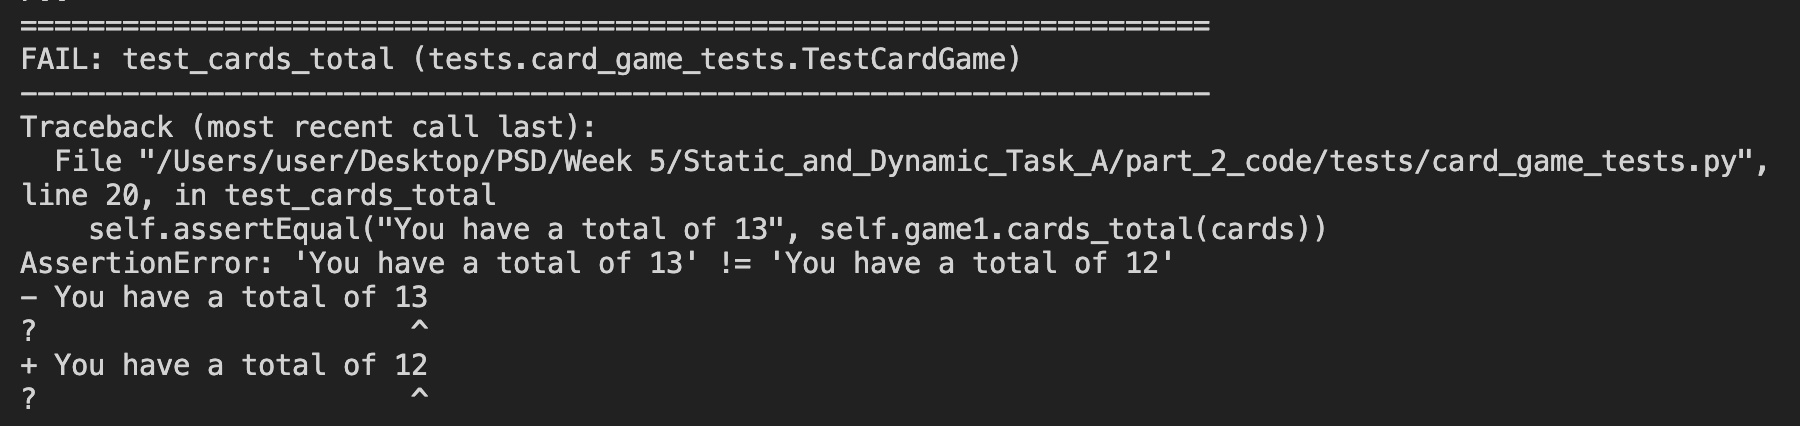 ======================================================================
FAIL: test_cards_total (tests.card_game_tests.TestCardGame)
----------------------------------------------------------------------
Traceback (most recent call last):
  File "/Users/user/Desktop/PSD/Week 5/Static_and_Dynamic_Task_A/part_2_code/tests/card_game_tests.py",
line 20, in test_cards_total
    self.assertEqual("You have a total of 13", self.game1.cards_total(cards))
AssertionError: 'You have a total of 13' != 'You have a total of 12'
- You have a total of 13
?                      ^
+ You have a total of 12
?                      ^